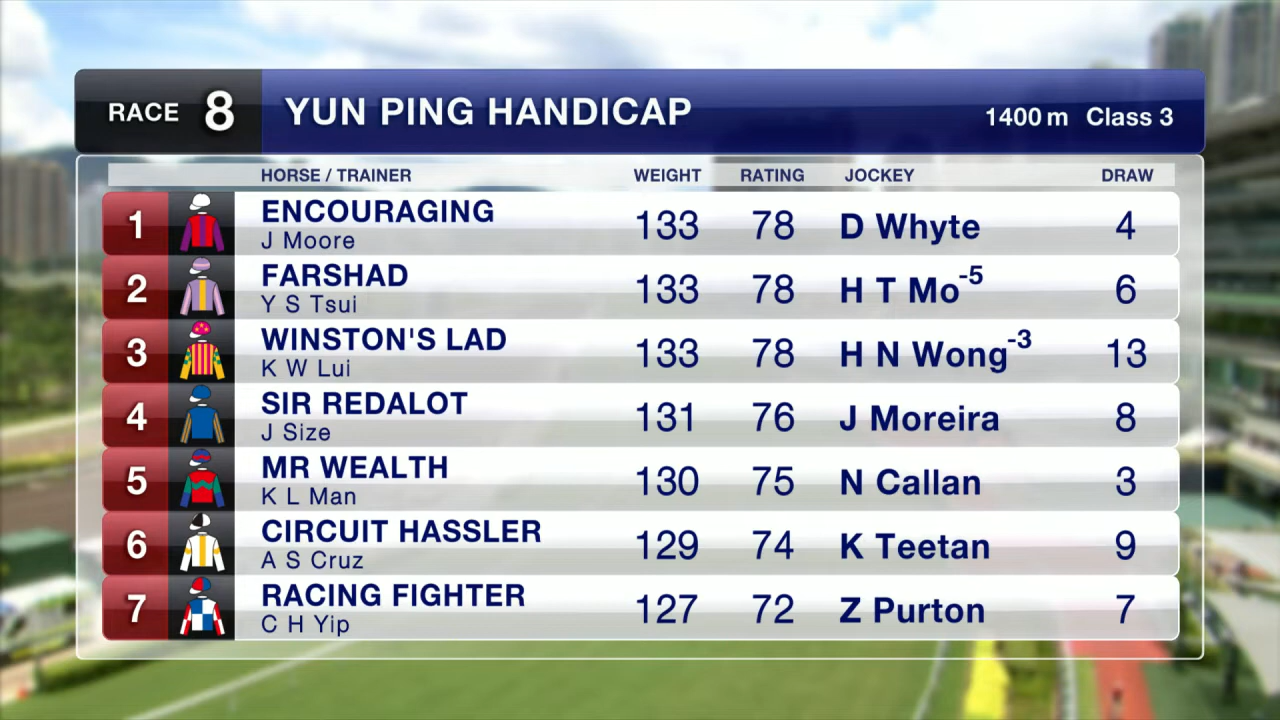 RACE 8 YUN PING HANDICAP 1400 m Class 3
HORSE / TRAINER WEIGHT RATING JOCKEY DRAW
1 ENCOURAGING 133 78 D Whyte 4
J Moore
2 FARSHAD 133 78 H T Mo-5 6
Y S Tsui
3 WINSTON'S LAD 133 78 H N Wong-3 13
K W Lui
4 SIR REDALOT 131 76 J Moreira 8
J Size
5 MR WEALTH 130 75 N Callan 3
K L Man
6 CIRCUIT HASSLER 129 74 K Teetan 9
A S Cruz
7 RACING FIGHTER 127 72 Z Purton 7
C H Yip